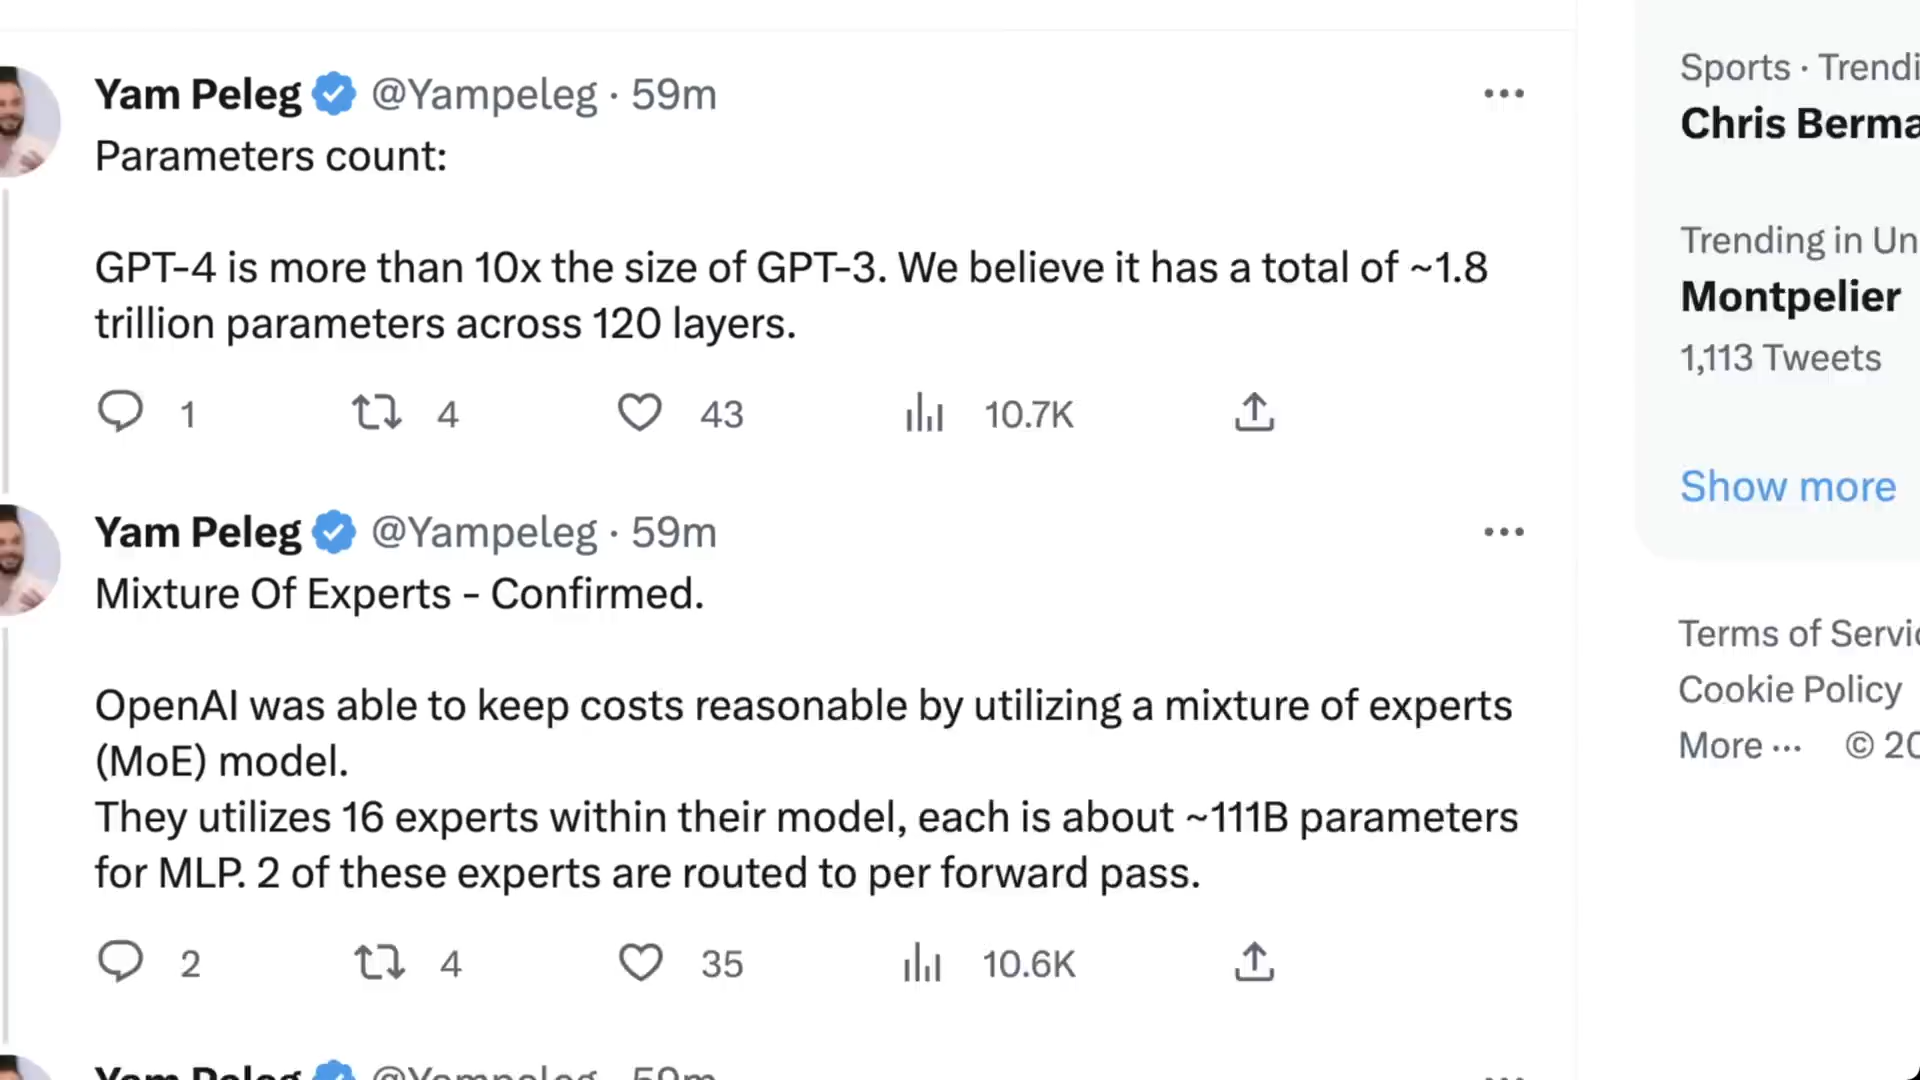 Yam Peleg @Yampeleg · 59m
Parameters count:
GPT-4 is more than 10x the size of GPT-3. We believe it has a total of ~1.8
trillion parameters across 120 layers.
1 4 43 10.7K
Yam Peleg @Yampeleg · 59m
Mixture Of Experts - Confirmed.
OpenAI was able to keep costs reasonable by utilizing a mixture of experts
(MoE) model.
They utilizes 16 experts within their model, each is about ~111B parameters
for MLP. 2 of these experts are routed to per forward pass.
2 4 35 10.6K
Yam Peleg @Yampeleg · 59m
Sports · Trendi
Chris Berma
Trending in Un
Montpelier
1,113 Tweets
Show more
Terms of Servic
Cookie Policy
More ··· © 20